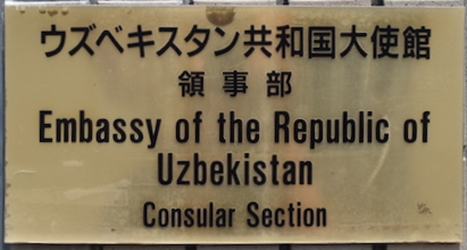 ウズベキスタン共和国大使館
領事部
Embassy of the Republic of
Uzbekistan
Consular Section